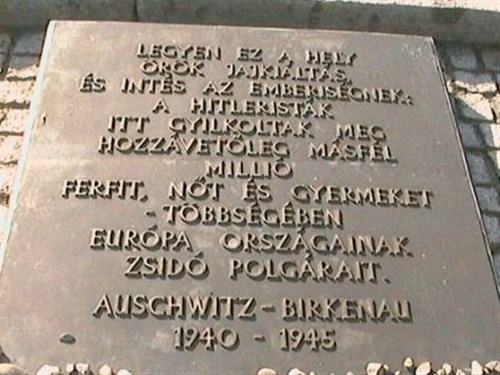 LEGYEN EZ A HELY
ÖRÖK JAJKIÁLTÁS,
ÉS INTÉS AZ EMBERISÉGNEK:
A HITLERISTÁK
ITT GYILKOLTAK MEG
HOZZÁVETŐLEG MÁSFÉL
MILLIÓ
FERFIT, NŐT ÉS GYERMEKET
- TÖBBSÉGÉBEN
EURÓPA ORSZÁGAINAK
ZSIDÓ POLGÁRAIT.
AUSCHWITZ - BIRKENAU
1940 - 1945